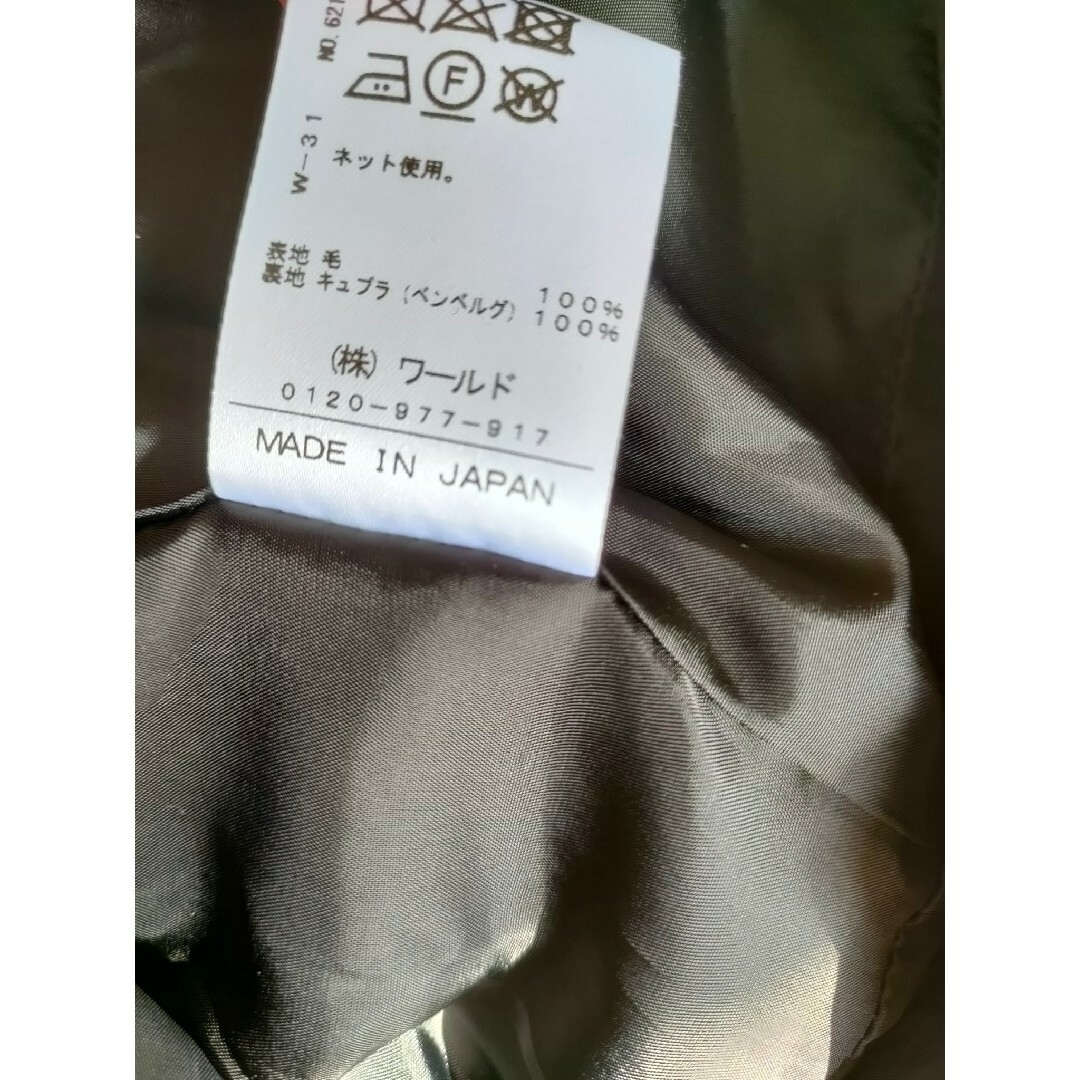 NO. 621
W-31
F
W
ネット使用。
表地 毛 100%
裏地 キュプラ(ベンベルグ) 100%
(株) ワールド
0120-977-917
MADE IN JAPAN